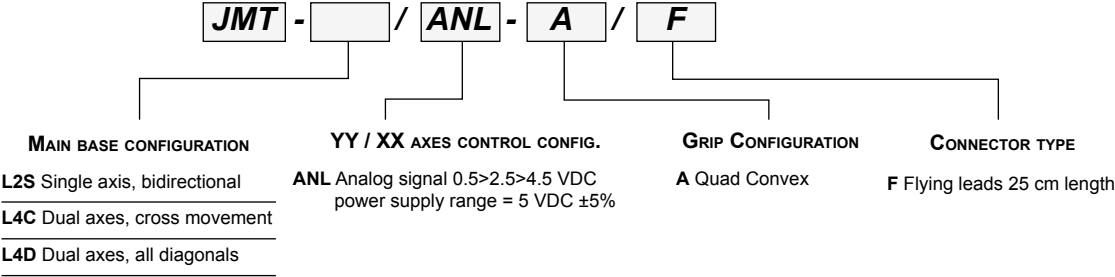 JMT - / ANL - A / F
MAIN BASE CONFIGURATION
L2S Single axis, bidirectional
L4C Dual axes, cross movement
L4D Dual axes, all diagonals
YY / XX AXES CONTROL CONFIG.
ANL Analog signal 0.5>2.5>4.5 VDC
power supply range = 5 VDC ±5%
GRIP CONFIGURATION
A Quad Convex
CONNECTOR TYPE
F Flying leads 25 cm length